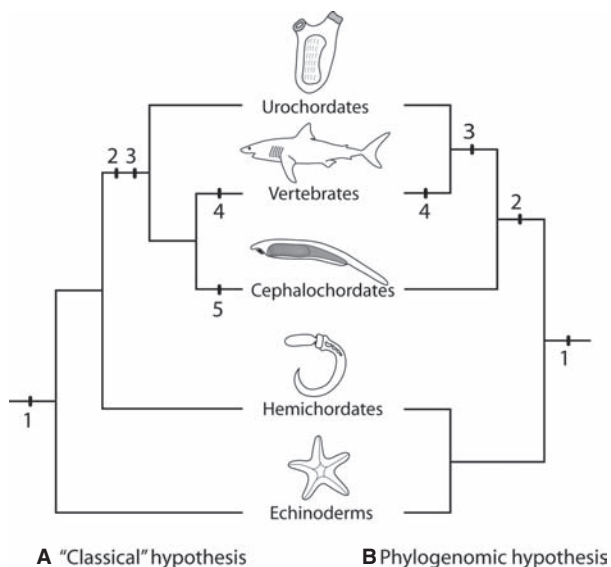 Urochordates
2 3
3
Vertebrates
4
4
2
Cephalochordates
5
1
Hemichordates
1
Echinoderms
A "Classical" hypothesis
B Phylogenomic hypothesis